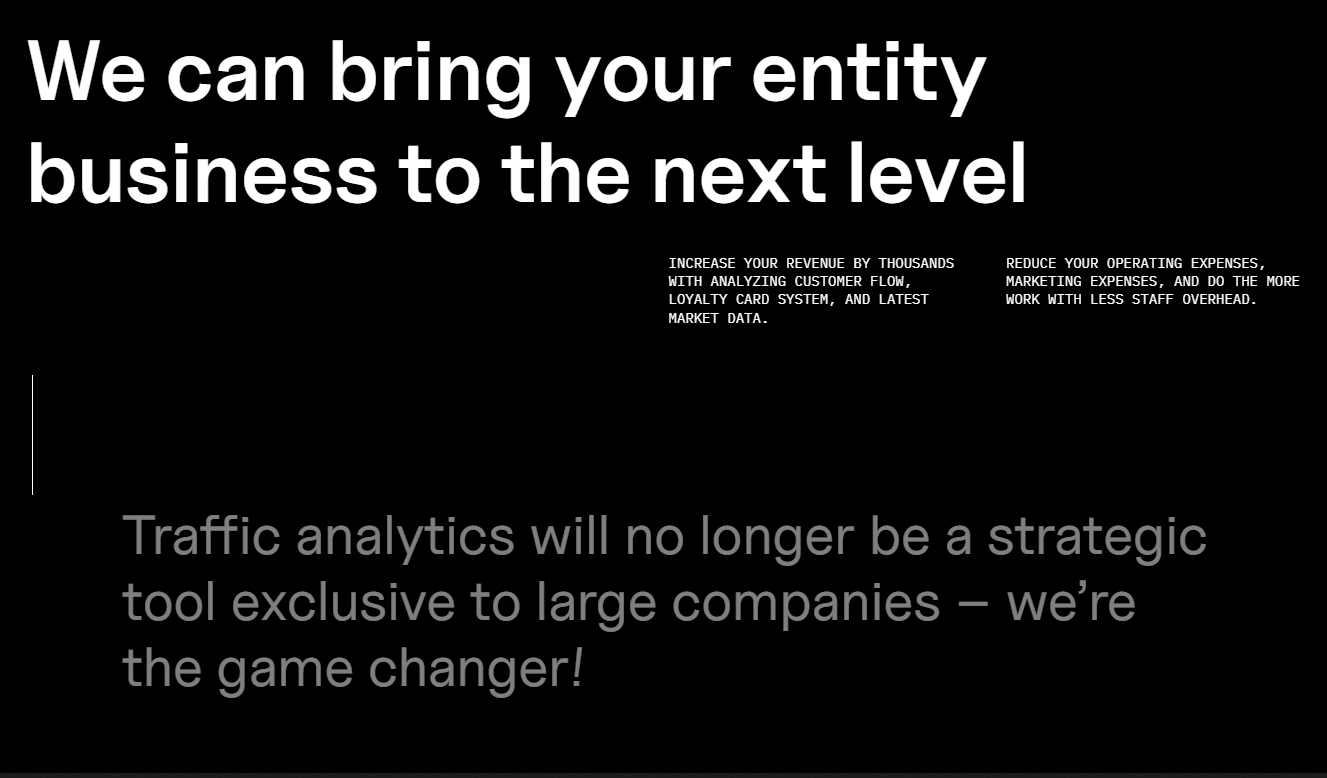 We can bring your entity
business to the next level
INCREASE YOUR REVENUE BY THOUSANDS
WITH ANALYZING CUSTOMER FLOW,
LOYALTY CARD SYSTEM, AND LATEST
MARKET DATA.
REDUCE YOUR OPERATING EXPENSES,
MARKETING EXPENSES, AND DO THE MORE
WORK WITH LESS STAFF OVERHEAD.
Traffic analytics will no longer be a strategic
tool exclusive to large companies – we’re
the game changer!